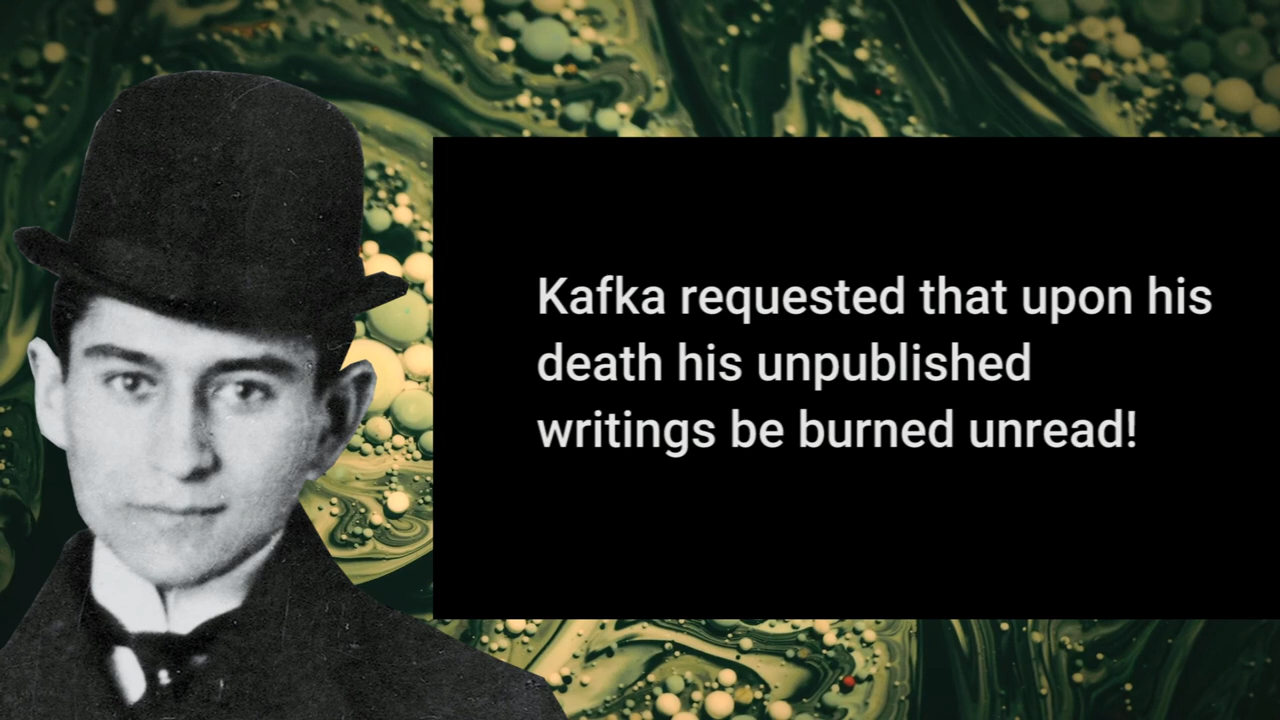 Kafka requested that upon his
death his unpublished
writings be burned unread!